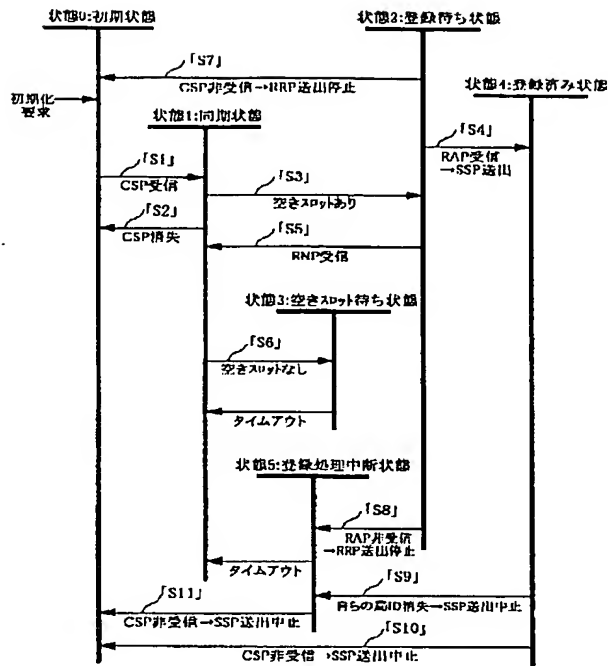 状態0:初期状態
状態2:登録待ち状態
「S7」
CSP非受信→RRP送出停止
状態4:登録済み状態
初期化
要求
状態1:同期状態
「S4」
RAP受信
→SSP送出
「S1」
CSP受信
「S3」
空きスロットあり
「S2」
CSP消失
「S5」
RNP受信
状態3:空きスロット待ち状態
「S6」
空きスロットなし
タイムアウト
状態5:登録処理中断状態
「S8」
RAP非受信
→RRP送出停止
タイムアウト
「S9」
自らの局ID消失→SSP送出中止
「S11」
CSP非受信→SSP送出中止
「S10」
CSP非受信→SSP送出中止